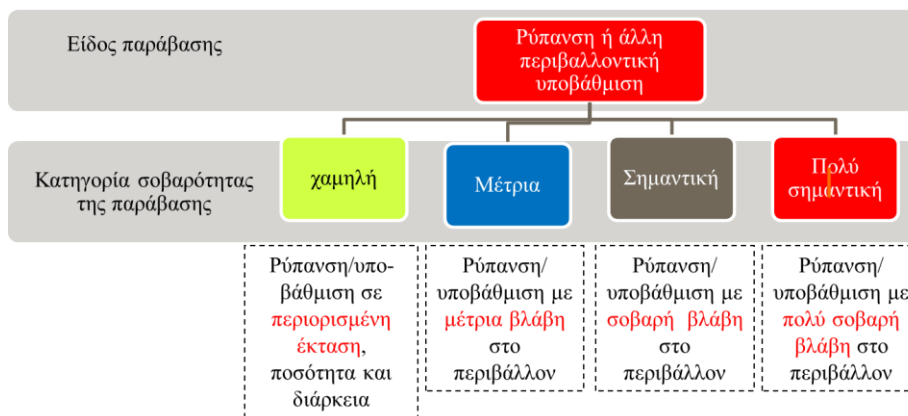 Είδος παράβασης
Ρύπανση ή άλλη
περιβαλλοντική
υποβάθμιση
Κατηγορία σοβαρότητας
της παράβασης
χαμηλή
Μέτρια
Σημαντική
Πολύ
σημαντική
Ρύπανση/υπο-
βάθμιση σε
περιορισμένη
έκταση,
ποσότητα και
διάρκεια
Ρύπανση/
υποβάθμιση με
μέτρια βλάβη
στο
περιβάλλον
Ρύπανση/
υποβάθμιση με
σοβαρή βλάβη
στο
περιβάλλον
Ρύπανση/
υποβάθμιση με
πολύ σοβαρή
βλάβη στο
περιβάλλον